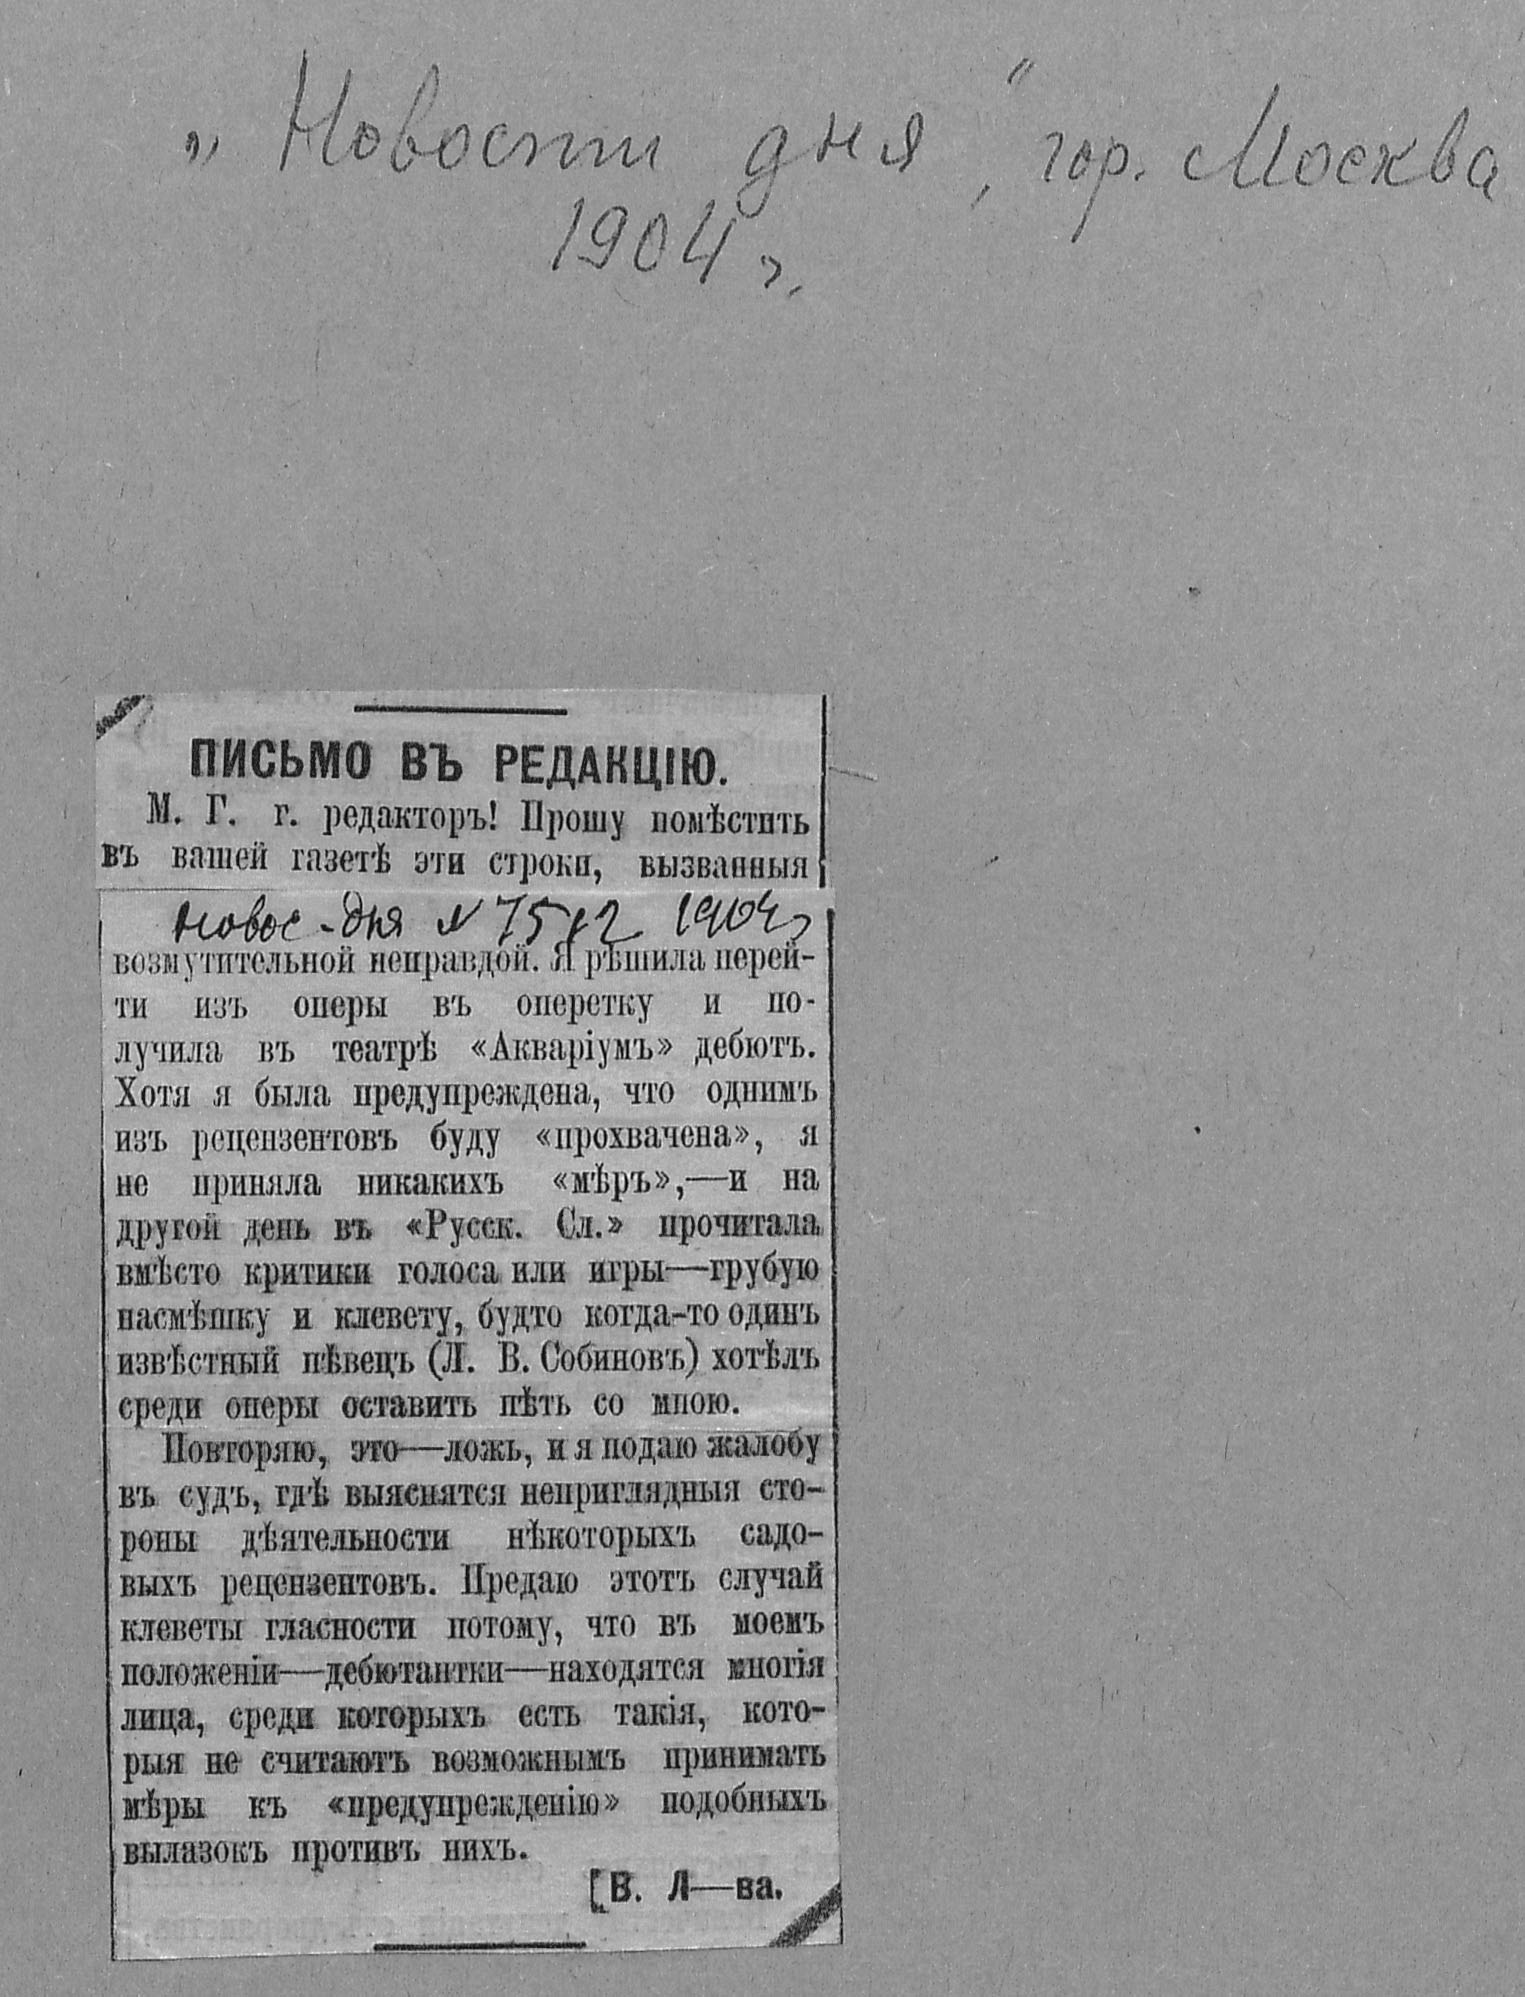 „Новости дня", гор. Москва
1904 г.
ПИСЬМО ВЪ РЕДАКЦІЮ.
М. Г. г. редакторъ! Прошу помѣстить
въ вашей газетѣ эти строки, вызванныя
Новос-дня N 7512 1904 г
возмутительной неправдой. Я рѣшила перей-
ти изъ оперы въ оперетку и по-
лучила въ театрѣ «Акваріумъ» дебютъ.
Хотя я была предупреждена, что однимъ
изъ рецензентовъ буду «прохвачена», я
не приняла никакихъ «мѣръ»,—и на
другой день въ «Русск. Сл.» прочитала
вмѣсто критики голоса или игры—грубую
насмѣшку и клевету, будто когда-то одинъ
извѣстный пѣвецъ (Л. В. Собиновъ) хотѣлъ
среди оперы оставить пѣть со мною.
Повторяю, это—ложь, и я подаю жалобу
въ судъ, гдѣ выяснятся неприглядныя сто-
роны дѣятельности нѣкоторыхъ садо-
выхъ рецензентовъ. Предаю этотъ случай
клеветы гласности потому, что въ моемъ
положеніи—дебютантки—находятся многія
лица, среди которыхъ есть такія, кото-
рыя не считаютъ возможнымъ принимать
мѣры къ «предупрежденію» подобныхъ
вылазокъ противъ нихъ.
[В. Л—ва.